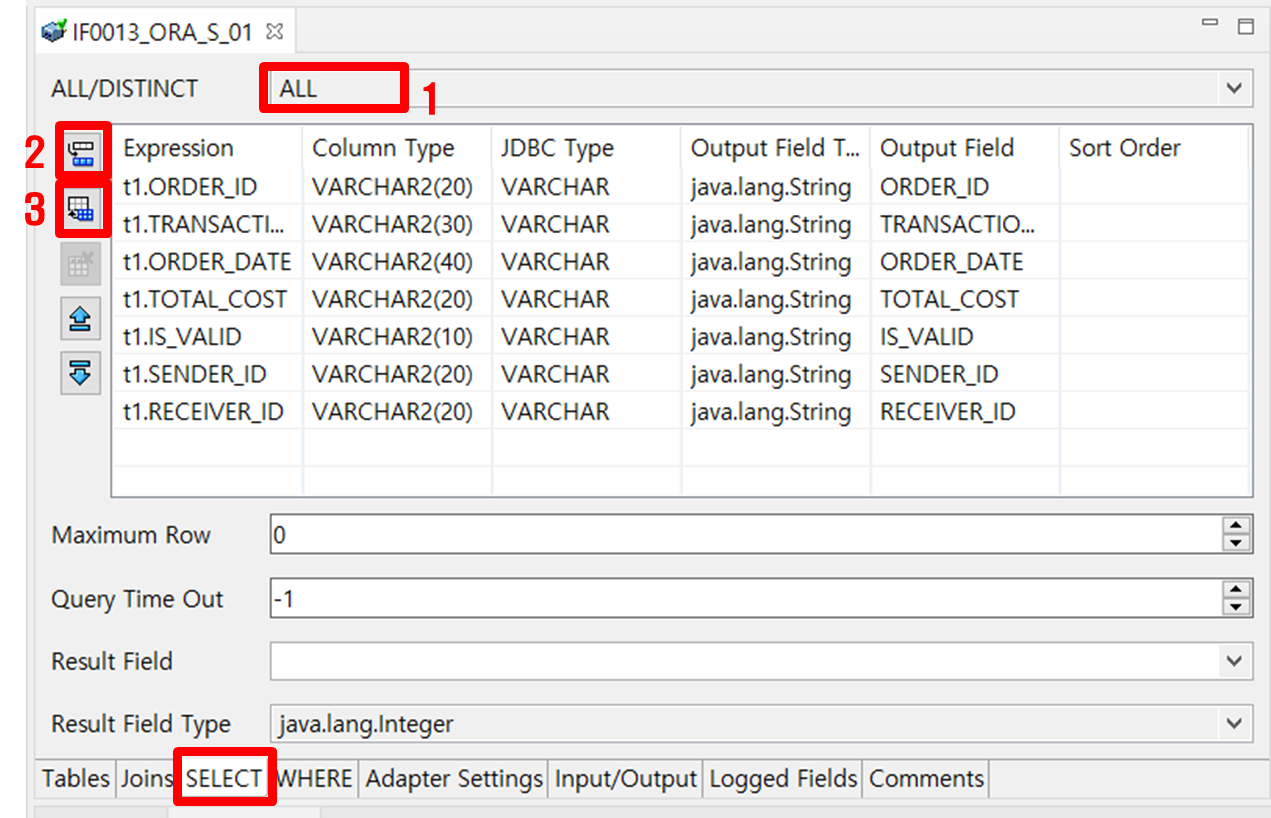 IF0013_ORA_S_01
ALL/DISTINCT ALL 1
2 Expression Column Type JDBC Type Output Field T... Output Field Sort Order
t1.ORDER_ID VARCHAR2(20) VARCHAR java.lang.String ORDER_ID
3 t1.TRANSACTI... VARCHAR2(30) VARCHAR java.lang.String TRANSACTIO...
t1.ORDER_DATE VARCHAR2(40) VARCHAR java.lang.String ORDER_DATE
t1.TOTAL_COST VARCHAR2(20) VARCHAR java.lang.String TOTAL_COST
t1.IS_VALID VARCHAR2(10) VARCHAR java.lang.String IS_VALID
t1.SENDER_ID VARCHAR2(20) VARCHAR java.lang.String SENDER_ID
t1.RECEIVER_ID VARCHAR2(20) VARCHAR java.lang.String RECEIVER_ID
Maximum Row 0
Query Time Out -1
Result Field
Result Field Type java.lang.Integer
Tables Joins SELECT WHERE Adapter Settings Input/Output Logged Fields Comments